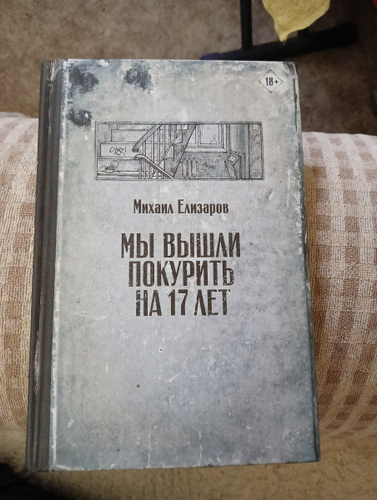 18+
Михаил Елизаров
МЫ ВЫШЛИ
ПОКУРИТЬ
НА 17 ЛЕТ